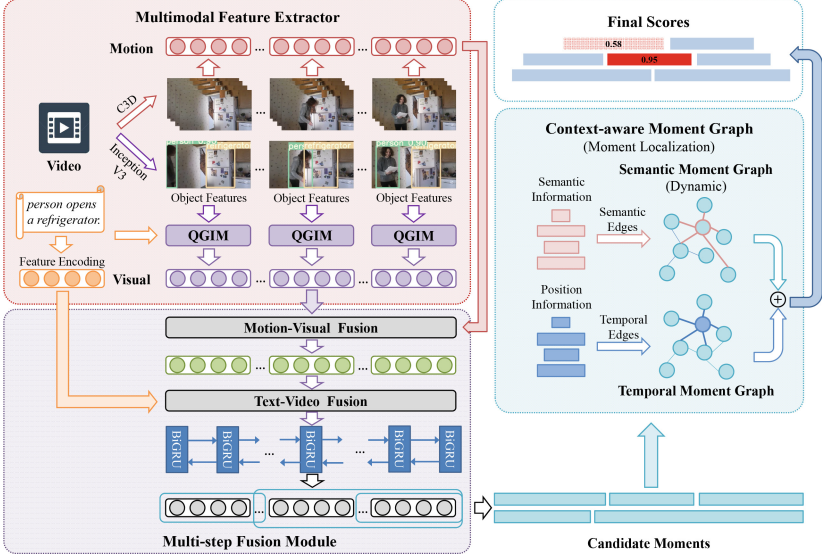 Multimodal Feature Extractor
Motion
...
...
C3D
...
...
Video
Inception
V3
person
refrigerator
...
...
person opens
a refrigerator.
Object Features
Object Features
Object Features
QGIM
QGIM
QGIM
Feature Encoding
Visual
...
...
Motion-Visual Fusion
...
...
Text-Video Fusion
BiGRU
BiGRU
...
BiGRU
...
BiGRU
BiGRU
...
...
Multi-step Fusion Module
Final Scores
0.58
0.95
Context-aware Moment Graph
(Moment Localization)
Semantic Moment Graph
(Dynamic)
Semantic
Information
Semantic
Edges
Position
Information
Temporal
Edges
+
Temporal Moment Graph
Candidate Moments